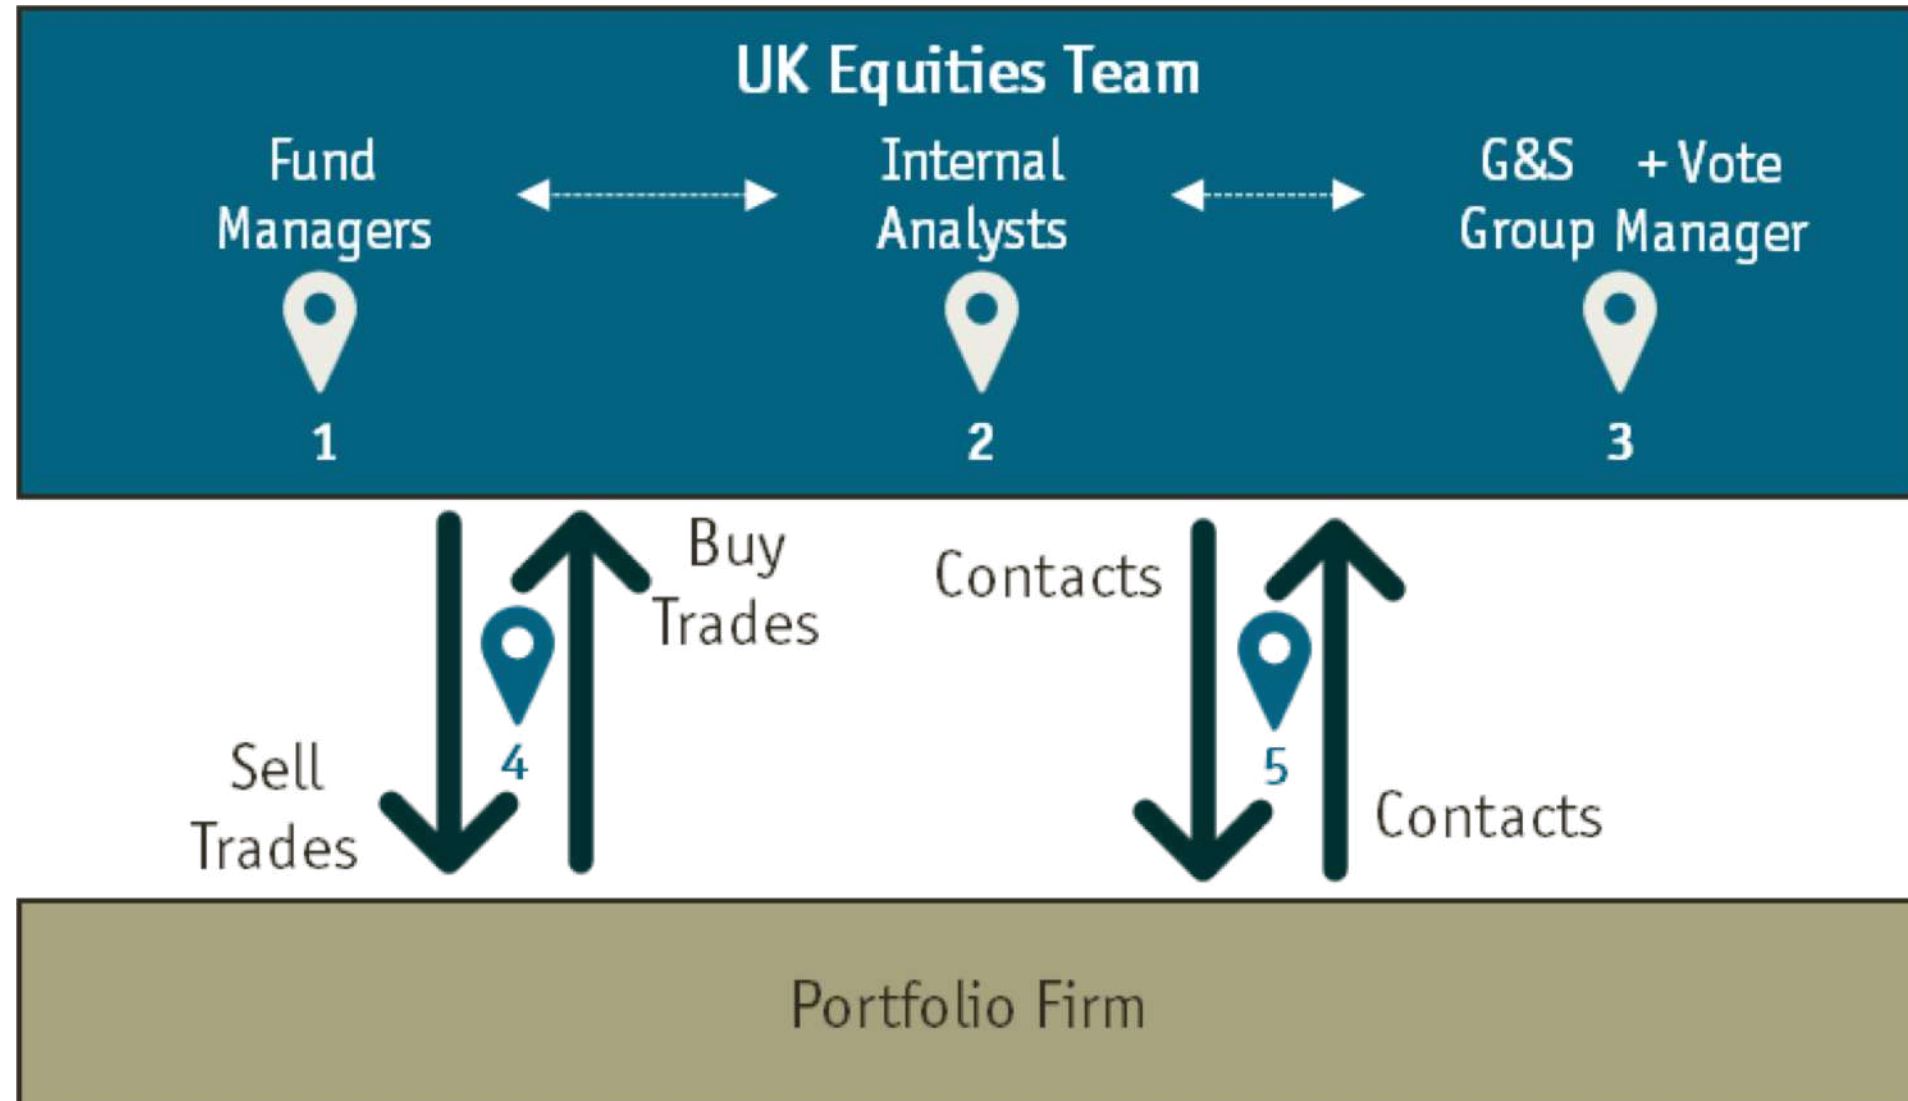 UK Equities Team
Fund
Managers
Internal
Analysts
G&S + Vote
Group Manager
1
2
3
Buy
Trades
Contacts
4
5
Sell
Trades
Contacts
Portfolio Firm